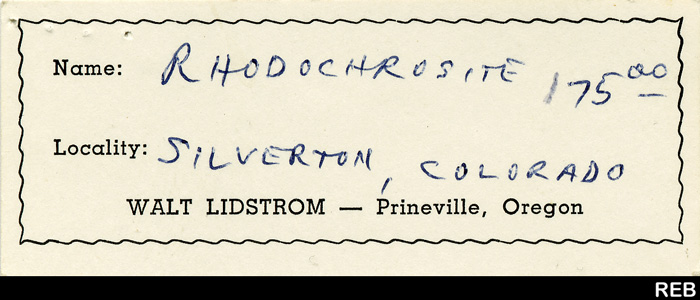 Name: RHODOCHROSITE 175.00
Locality: SILVERTON, COLORADO
WALT LIDSTROM — Prineville, Oregon
REB